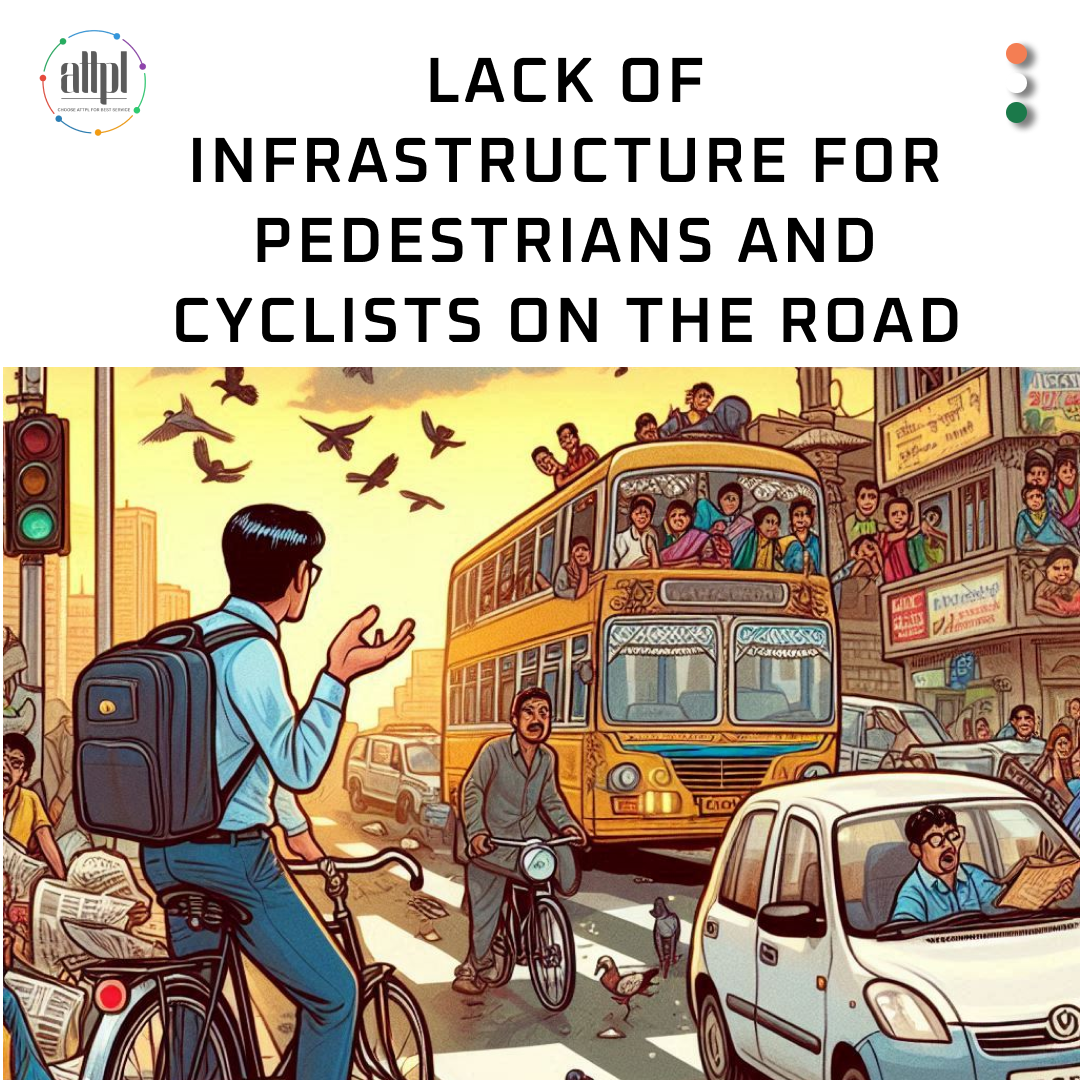 attpl
CHOOSE ATTPL FOR BEST SERVICE
LACK OF
INFRASTRUCTURE FOR
PEDESTRIANS AND
CYCLISTS ON THE ROAD